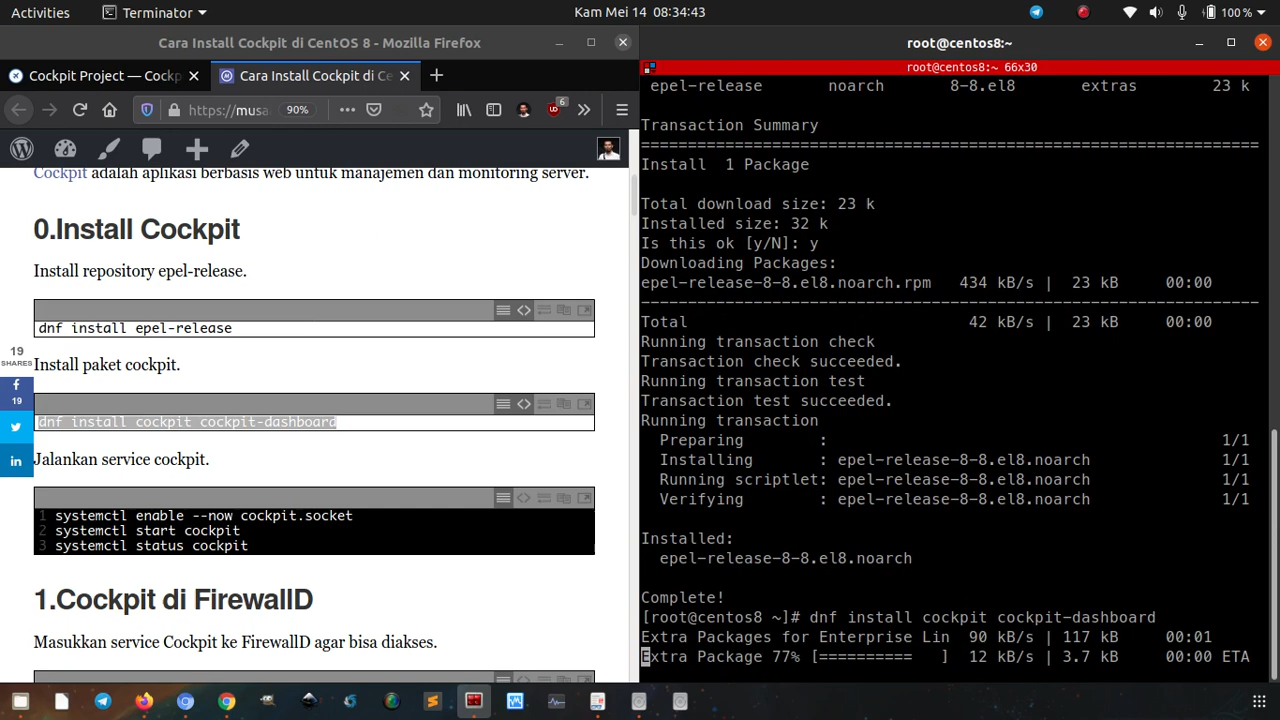 Activities
Terminator
Kam Mei 14 08:34:43
100 %
Cara Install Cockpit di CentOS 8 - Mozilla Firefox
Cockpit Project — Cockp
Cara Install Cockpit di Ce
https://musa
90%
6
Cockpit adalah aplikasi berbasis web untuk manajemen dan monitoring server.
0.Install Cockpit
Install repository epel-release.
dnf install epel-release
19
SHARES
Install paket cockpit.
19
dnf install cockpit cockpit-dashboard
Jalankan service cockpit.
1 systemctl enable --now cockpit.socket
2 systemctl start cockpit
3 systemctl status cockpit
1.Cockpit di FirewallD
Masukkan service Cockpit ke FirewallD agar bisa diakses.
root@centos8:~
root@centos8:~ 66x30
epel-release noarch 8-8.el8 extras 23 k
Transaction Summary
================================================================
Install 1 Package
Total download size: 23 k
Installed size: 32 k
Is this ok [y/N]: y
Downloading Packages:
epel-release-8-8.el8.noarch.rpm 434 kB/s | 23 kB 00:00
----------------------------------------------------------------
Total 42 kB/s | 23 kB 00:00
Running transaction check
Transaction check succeeded.
Running transaction test
Transaction test succeeded.
Running transaction
Preparing : 1/1
Installing : epel-release-8-8.el8.noarch 1/1
Running scriptlet: epel-release-8-8.el8.noarch 1/1
Verifying : epel-release-8-8.el8.noarch 1/1
Installed:
epel-release-8-8.el8.noarch
Complete!
[root@centos8 ~]# dnf install cockpit cockpit-dashboard
Extra Packages for Enterprise Lin 90 kB/s | 117 kB 00:01
Extra Package 77% [========== ] 12 kB/s | 3.7 kB 00:00 ETA